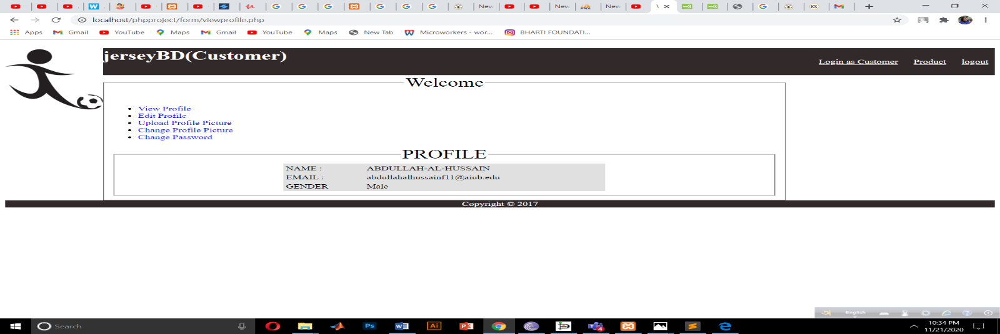 New
New
New
KS
localhost/phpproject/form/viewprofile.php
Apps Gmail YouTube Maps Gmail YouTube Maps New Tab Microworkers - wor... BHARTI FOUNDATI...
jerseyBD(Customer)
Login as Customer Product logout
Welcome
View Profile
Edit Profile
Upload Profile Picture
Change Profile Picture
Change Password
PROFILE
NAME : ABDULLAH-AL-HUSSAIN
EMAIL : abdullahalhussainf11@aiub.edu
GENDER Male
Copyright © 2017
English
Search
Ps
Ai
4
10:34 PM
11/21/2020